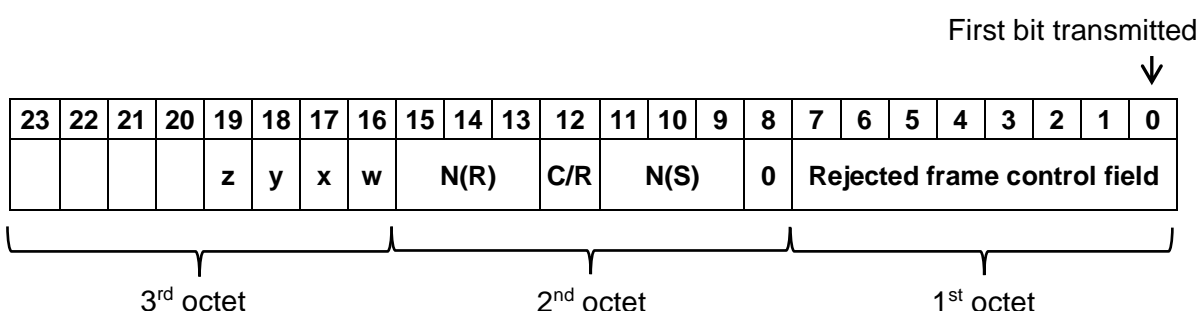 First bit transmitted
23 22 21 20 19 18 17 16 15 14 13 12 11 10 9 8 7 6 5 4 3 2 1 0
z y x w N(R) C/R N(S) 0 Rejected frame control field
3rd octet 2nd octet 1st octet